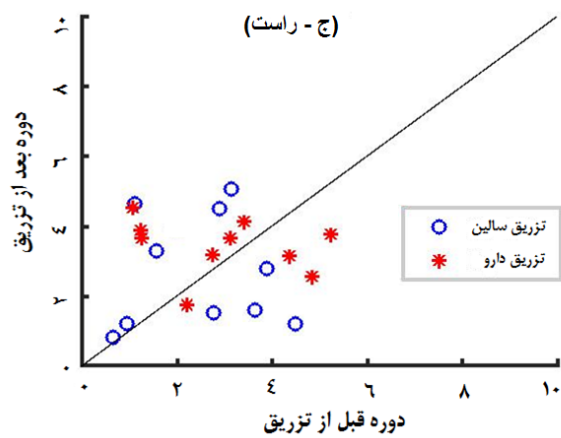 (ج - راست)
۱۰
۸
۶
۴
۲
۰
دوره بعد از تزریق
تزریق سالین
تزریق دارو
۰ ۲ ٤ ۶ ۸ ۱۰
دوره قبل از تزریق